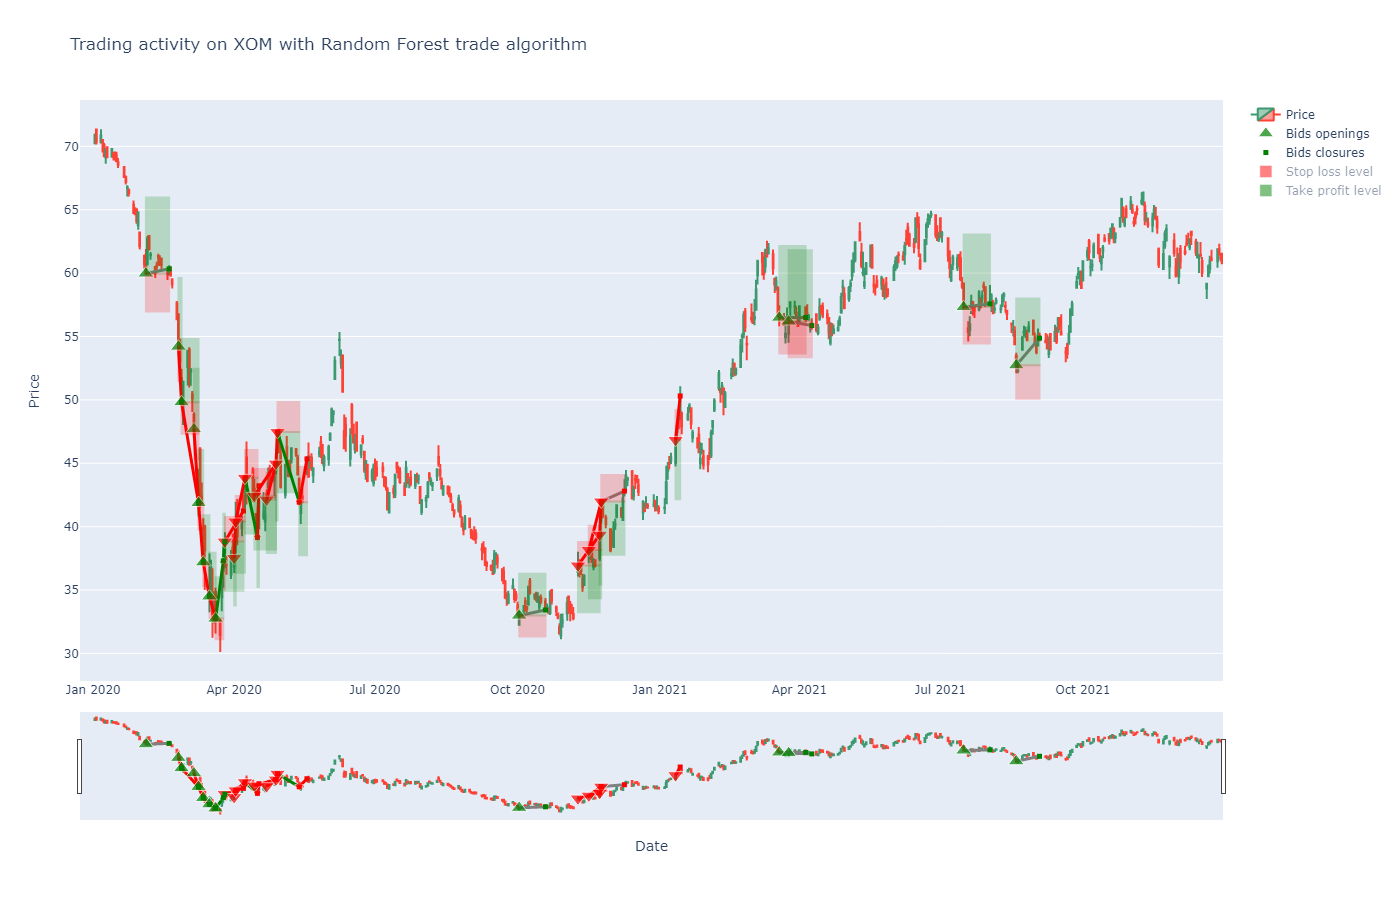 Trading activity on XOM with Random Forest trade algorithm
Price
Bids openings
Bids closures
Stop loss level
Take profit level
Price
70
65
60
55
50
45
40
35
30
Jan 2020
Apr 2020
Jul 2020
Oct 2020
Jan 2021
Apr 2021
Jul 2021
Oct 2021
Date